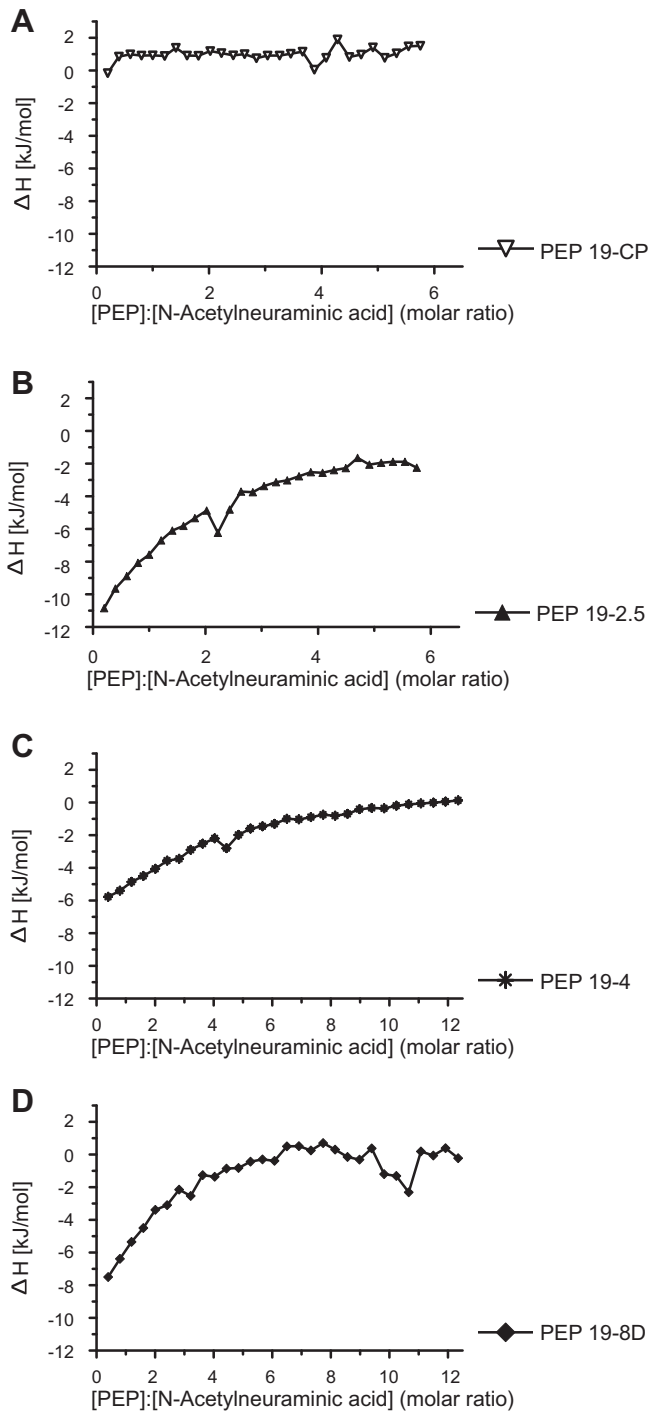 A
2
0
-2
-4
-6
-8
-10
-12
Δ H [kJ/mol]
0 2 4 6
[PEP]:[N-Acetylneuraminic acid] (molar ratio)
PEP 19-CP
B
2
0
-2
-4
-6
-8
-10
-12
Δ H [kJ/mol]
0 2 4 6
[PEP]:[N-Acetylneuraminic acid] (molar ratio)
PEP 19-2.5
C
2
0
-2
-4
-6
-8
-10
-12
Δ H [kJ/mol]
0 2 4 6 8 10 12
[PEP]:[N-Acetylneuraminic acid] (molar ratio)
PEP 19-4
D
2
0
-2
-4
-6
-8
-10
-12
Δ H [kJ/mol]
0 2 4 6 8 10 12
[PEP]:[N-Acetylneuraminic acid] (molar ratio)
PEP 19-8D